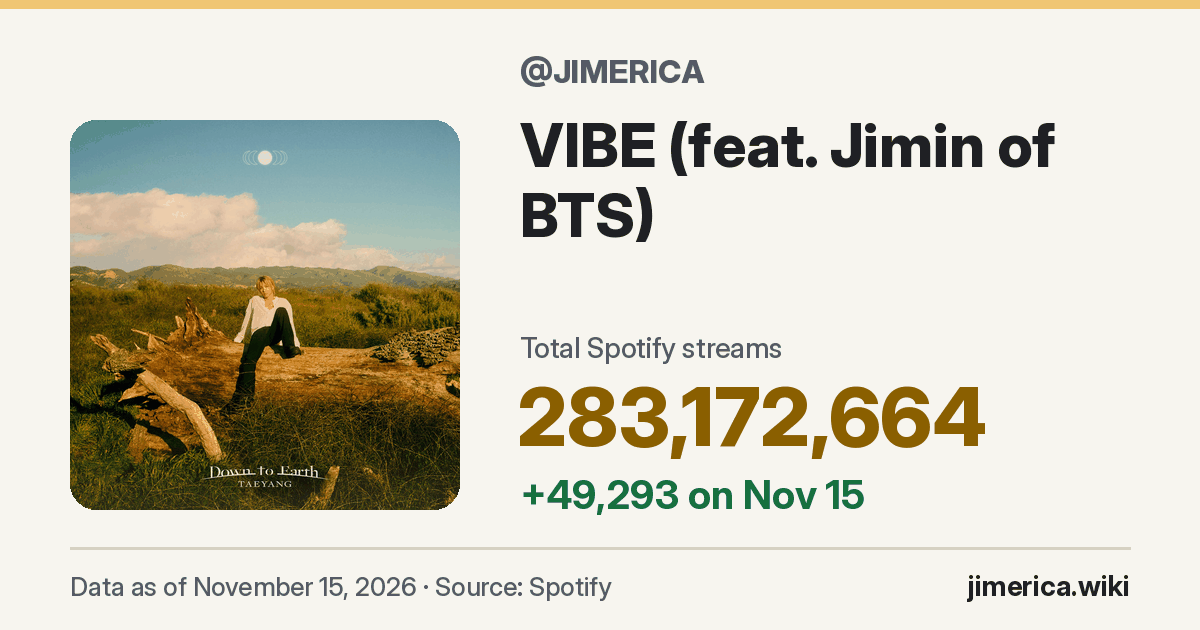 @JIMERICA
VIBE (feat. Jimin of
BTS)
Down to Earth
TAEYANG
Total Spotify streams
283,172,664
+49,293 on Nov 15
Data as of November 15, 2026 · Source: Spotify
jimerica.wiki